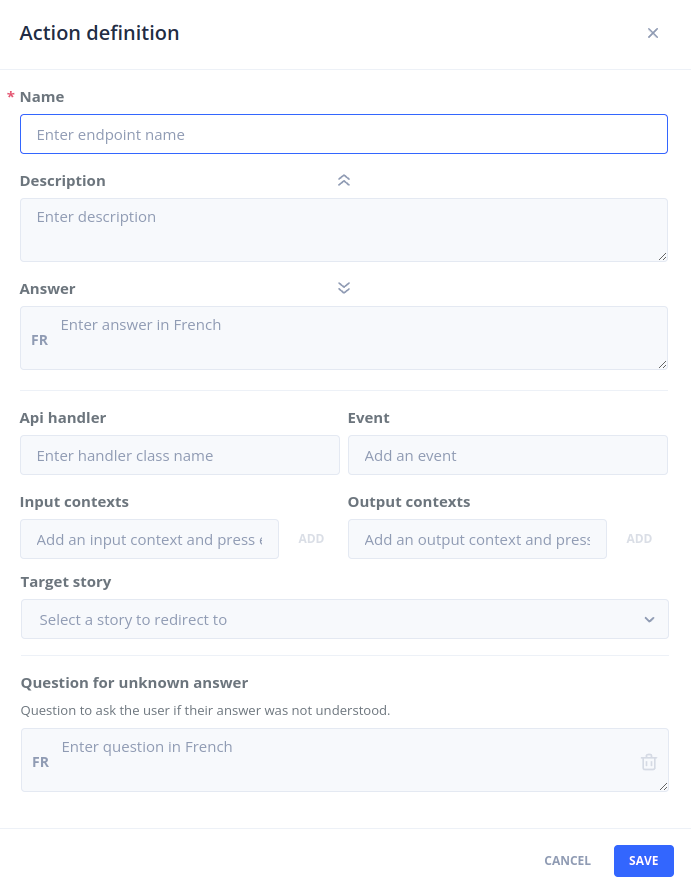 Action definition
* Name
Enter endpoint name
Description
Enter description
Answer
FR Enter answer in French
Api handler Event
Enter handler class name Add an event
Input contexts Output contexts
Add an input context and press ADD Add an output context and press ADD
Target story
Select a story to redirect to
Question for unknown answer
Question to ask the user if their answer was not understood.
FR Enter question in French
CANCEL SAVE